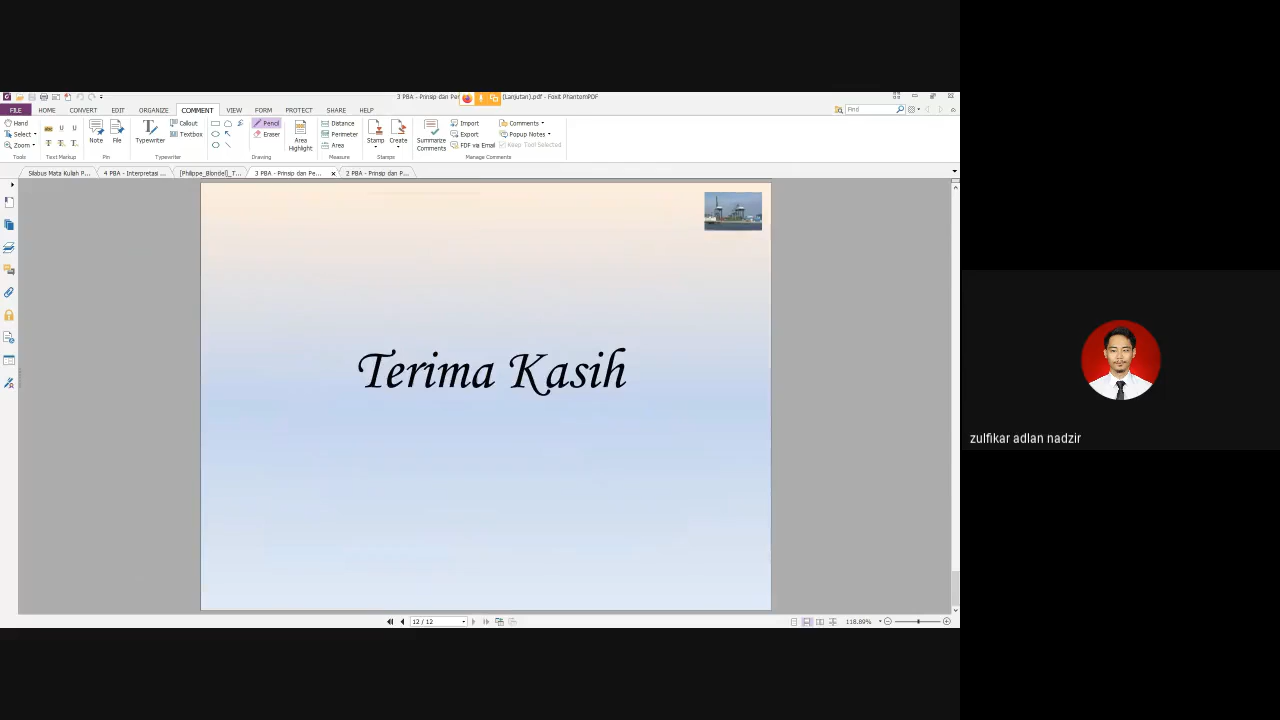 3 PBA - Prinsip dan Pe
[Lanjutan].pdf - Foxit PhantomPDF
FILE HOME CONVERT EDIT ORGANIZE COMMENT VIEW FORM PROTECT SHARE HELP
Find
Hand
Select
Zoom
Tools
Text Markup
Note
File
Pin
Typewriter
Callout
Textbox
Typewriter
Pencil
Eraser
Drawing
Area
Highlight
Distance
Perimeter
Area
Measure
Stamp
Create
Stamps
Summarize
Comments
Import
Export
FDF via Email
Comments
Popup Notes
Keep Tool Selected
Manage Comments
Silabus Mata Kuliah P...
4 PBA - Interpretasi ...
[Philippe_Blondel]_T...
3 PBA - Prinsip dan Pe...
2 PBA - Prinsip dan P...
Terima Kasih
zulfikar adlan nadzir
12 / 12
118.89%